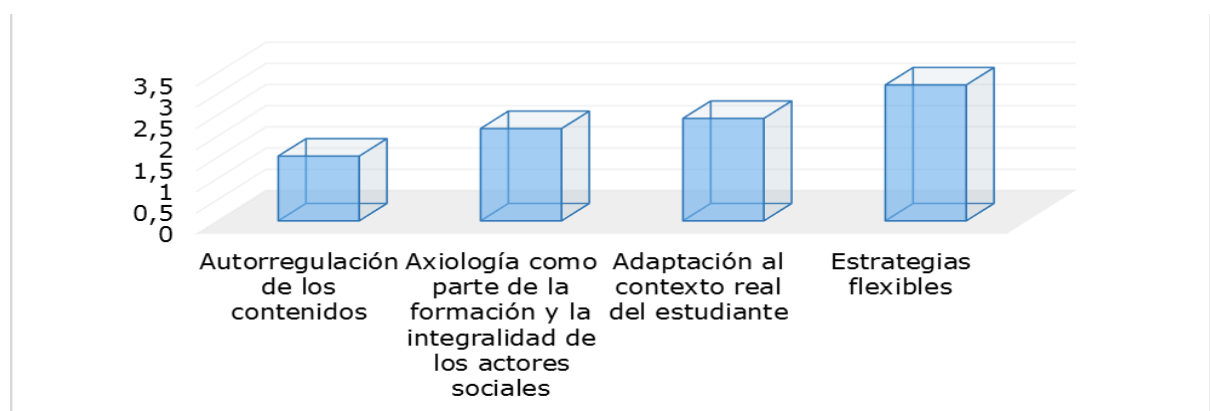 3,5
3
2,5
2
1,5
1
0,5
0
Autorregulación
de los
contenidos
Axiología como
parte de la
formación y la
integralidad de
los actores
sociales
Adaptación al
contexto real
del estudiante
Estrategias
flexibles